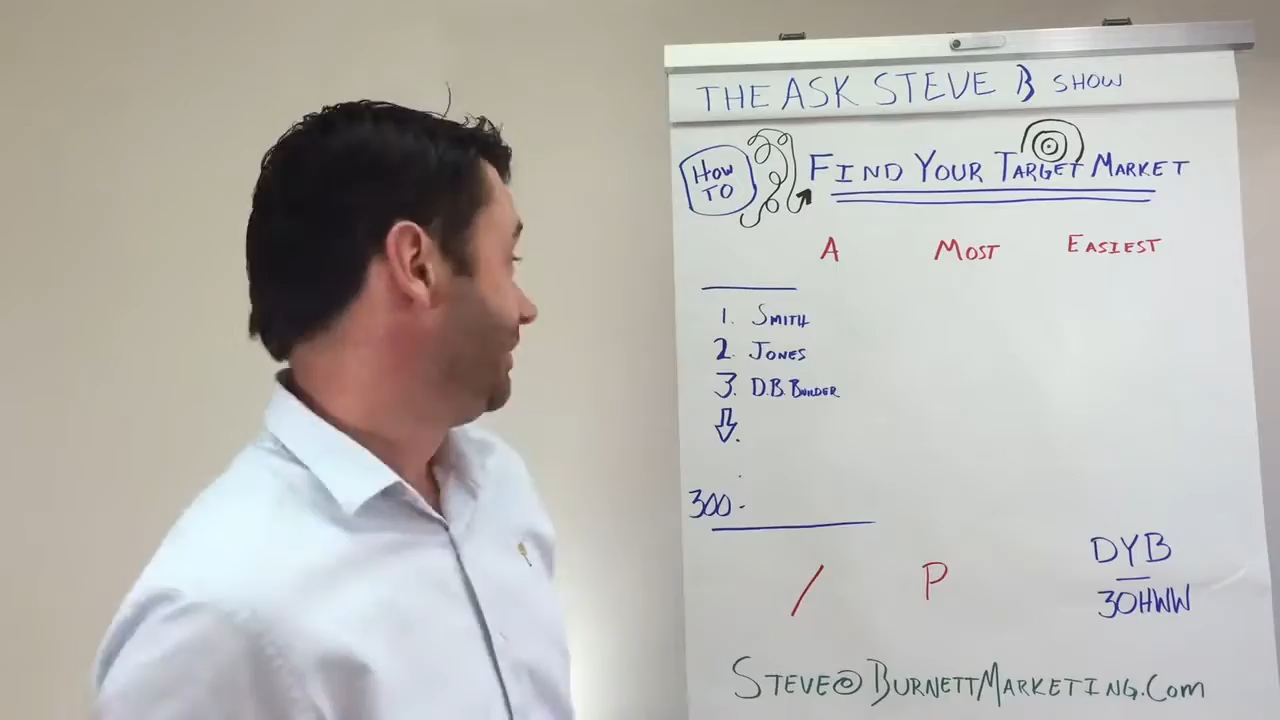 THE ASK STEVE B SHOW
HOW TO
FIND YOUR TARGET MARKET
A MOST EASIEST
1. SMITH
2. JONES
3. D.B. BUILDER
300.
/ P
DYB
30HWW
STEVE@BURNETTMARKETING.COM